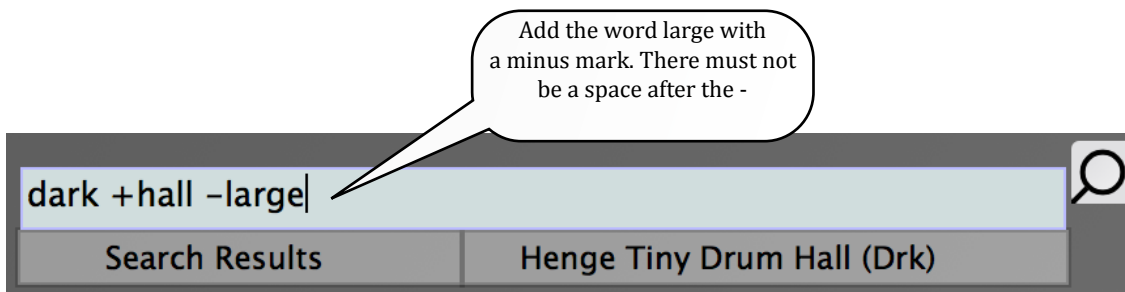 Add the word large with
a minus mark. There must not
be a space after the -
dark +hall -large
Search Results
Henge Tiny Drum Hall (Drk)